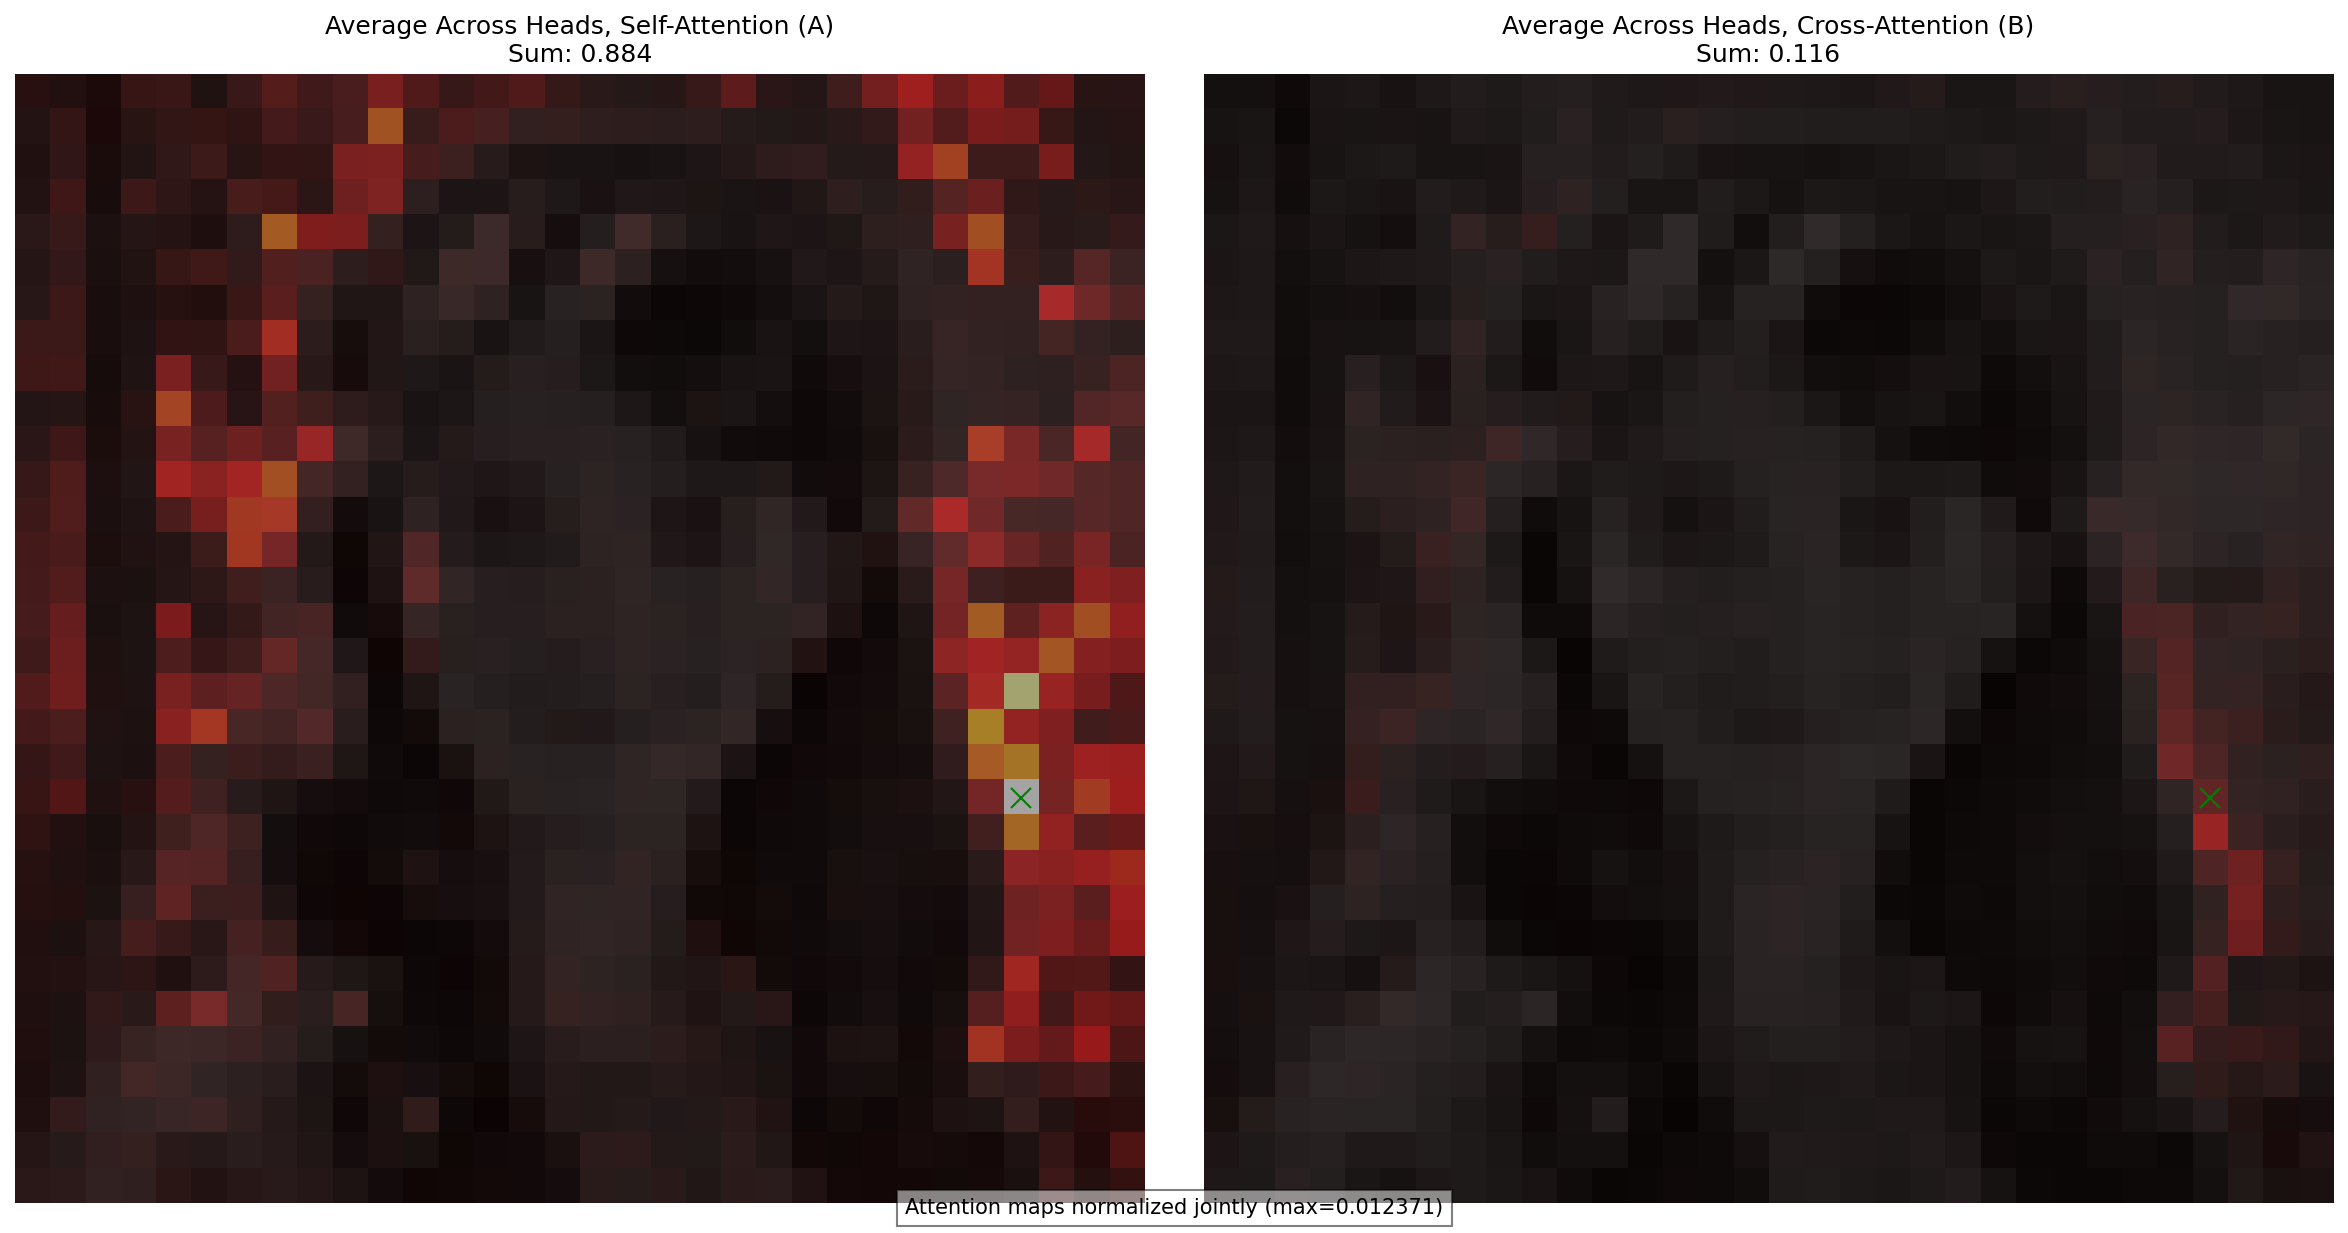 Average Across Heads, Self-Attention (A)
Sum: 0.884
Average Across Heads, Cross-Attention (B)
Sum: 0.116
Attention maps normalized jointly (max=0.012371)